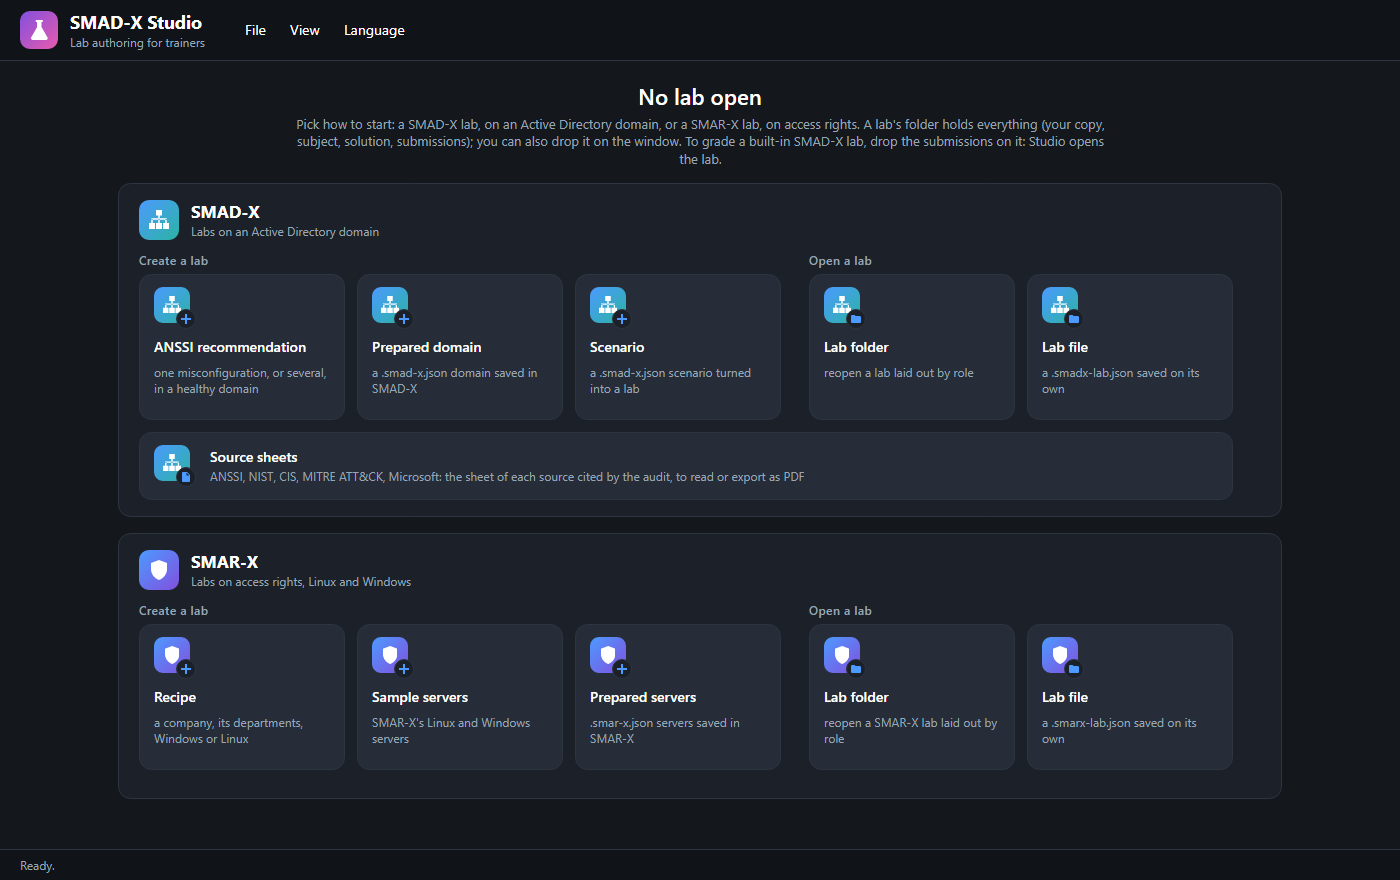 SMAD-X Studio
Lab authoring for trainers
File
View
Language
No lab open
Pick how to start: a SMAD-X lab, on an Active Directory domain, or a SMAR-X lab, on access rights. A lab's folder holds everything (your copy,
subject, solution, submissions); you can also drop it on the window. To grade a built-in SMAD-X lab, drop the submissions on it: Studio opens
the lab.
SMAD-X
Labs on an Active Directory domain
Create a lab
ANSSI recommendation
one misconfiguration, or several,
in a healthy domain
Prepared domain
a .smad-x.json domain saved in
SMAD-X
Scenario
a .smad-x.json scenario turned
into a lab
Open a lab
Lab folder
reopen a lab laid out by role
Lab file
a .smadx-lab.json saved on its
own
Source sheets
ANSSI, NIST, CIS, MITRE ATT&CK, Microsoft: the sheet of each source cited by the audit, to read or export as PDF
SMAR-X
Labs on access rights, Linux and Windows
Create a lab
Recipe
a company, its departments,
Windows or Linux
Sample servers
SMAR-X's Linux and Windows
servers
Prepared servers
.smar-x.json servers saved in
SMAR-X
Open a lab
Lab folder
reopen a SMAR-X lab laid out by
role
Lab file
a .smarx-lab.json saved on its
own
Ready.